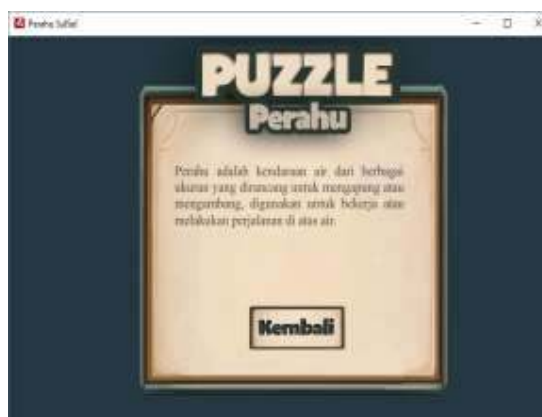 Perahu
PUZZLE
Perahu
Perahu adalah kendaraan air dari berbagai
ukuran yang dirancang untuk mengapung atau
mengambang, digunakan untuk bekerja atau
melakukan perjalanan di atas air.
Kembali